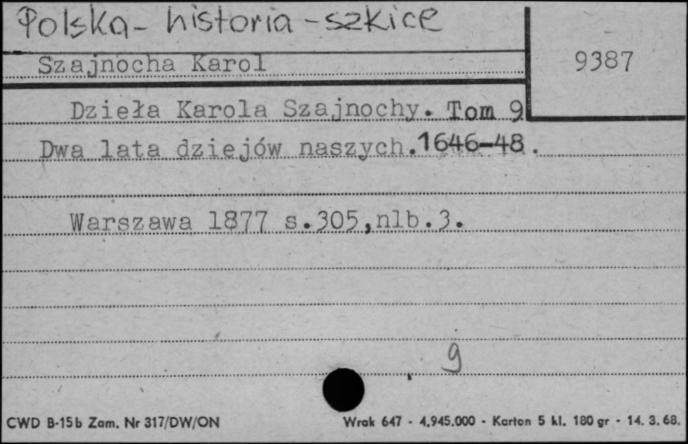 Polska - historia - szkice
Szajnocha Karol
9387
Dzieła Karola Szajnochy. Tom 9
Dwa lata dziejów naszych.1646-48.
Warszawa 1877 s.305,nlb.3.
9
CWD B-15b Zam. Nr 317/DW/ON
Wrak 647 - 4.945.000 - Karton 5 kl. 180 gr - 14. 3. 68.